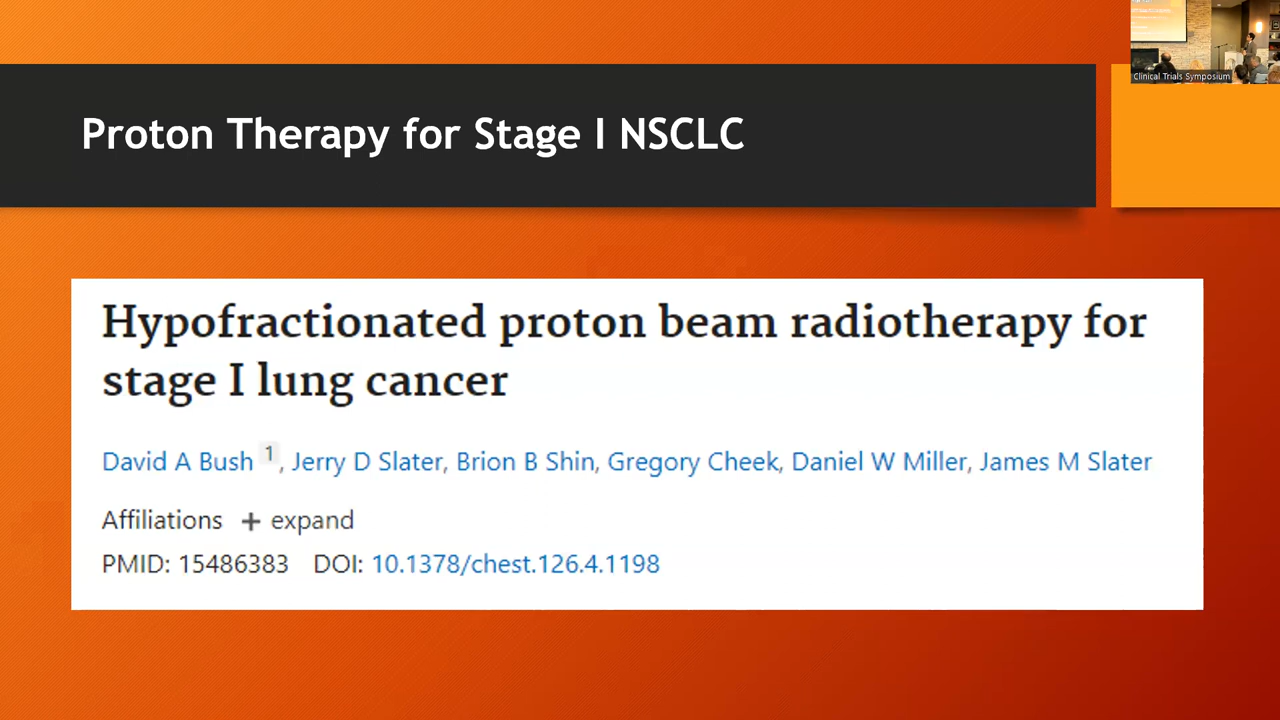 Clinical Trials Symposium
Proton Therapy for Stage I NSCLC
Hypofractionated proton beam radiotherapy for
stage I lung cancer
David A Bush 1, Jerry D Slater, Brion B Shin, Gregory Cheek, Daniel W Miller, James M Slater
Affiliations + expand
PMID: 15486383 DOI: 10.1378/chest.126.4.1198